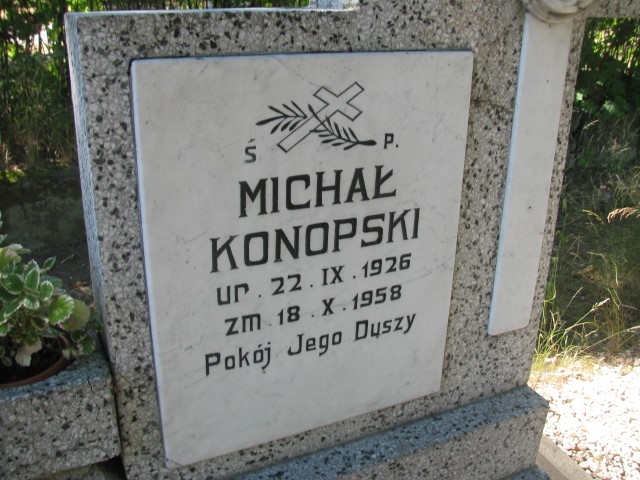 Ś P.
MICHAŁ
KONOPSKI
ur. 22. IX. 1926
zm. 18. X. 1958
Pokój Jego Duszy